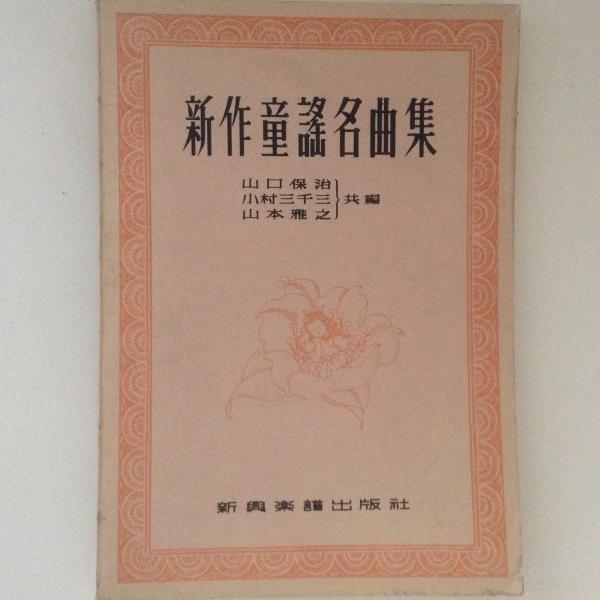 新作童謠名曲集
山口保治
小村三千三
山本雅之
共編
新興楽譜出版社